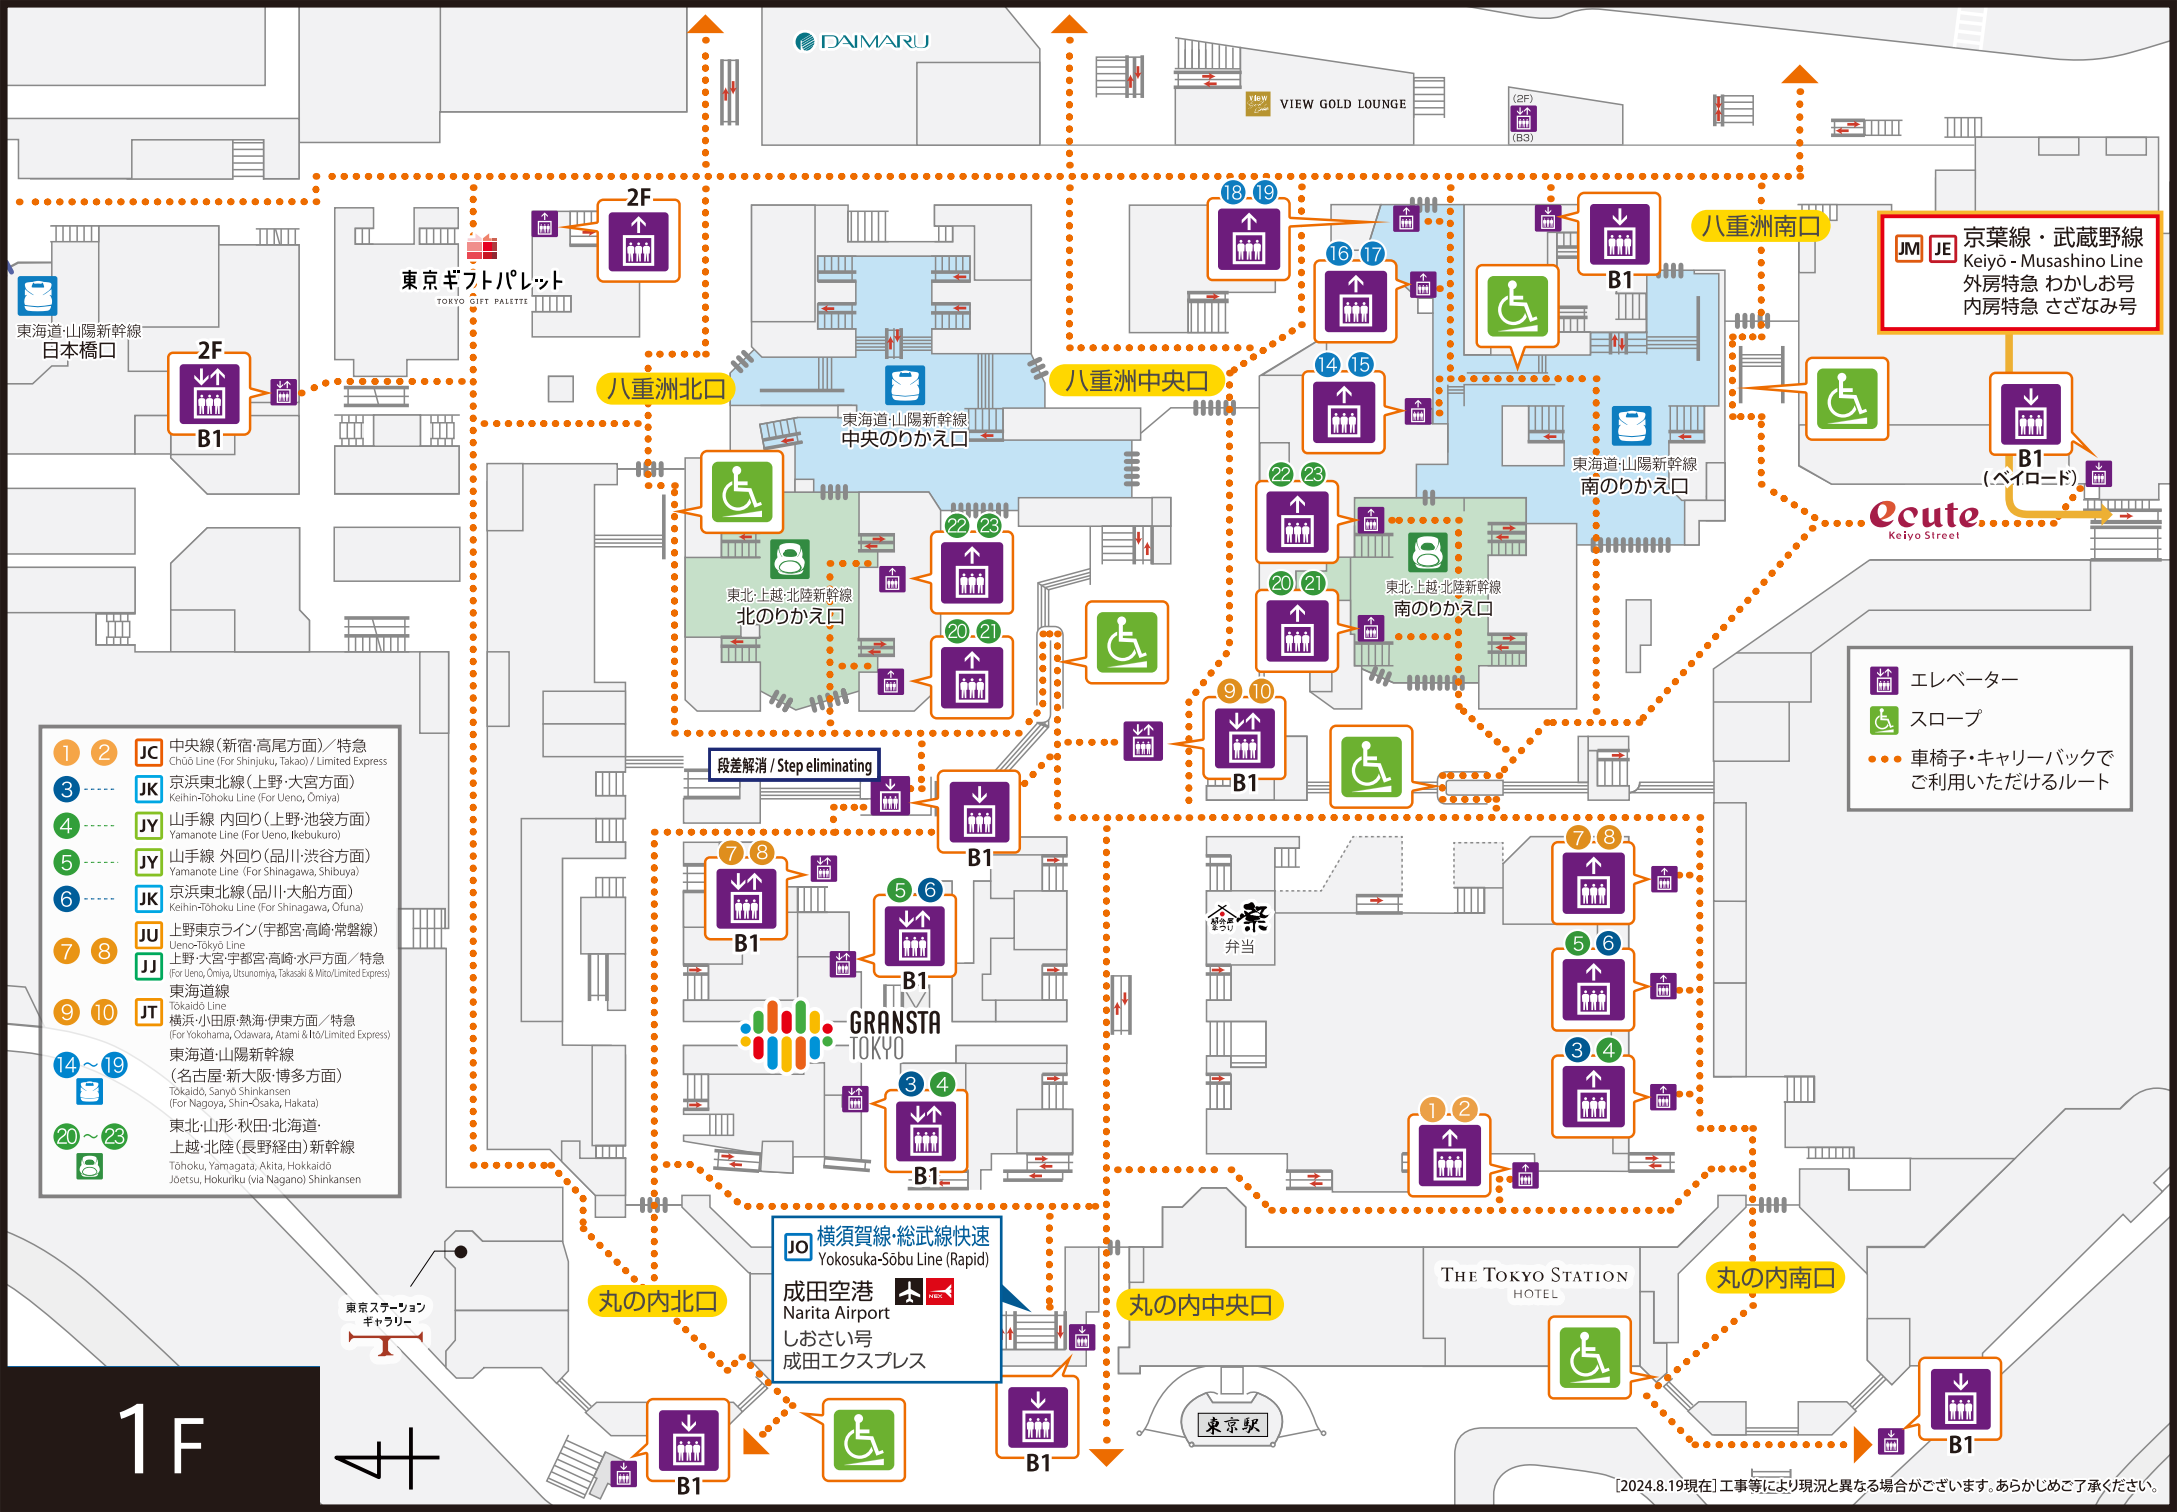 DAIMARU
VIEW GOLD LOUNGE
(2F)
(B3)
2F
18 19
八重洲南口
JM JE 京葉線・武蔵野線
Keiyō - Musashino Line
外房特急 わかしお号
内房特急 さざなみ号
東京ギフトパレット
TOKYO GIFT PALETTE
16 17
B1
東海道・山陽新幹線
日本橋口
2F
B1
八重洲北口
八重洲中央口
14 15
東海道・山陽新幹線
中央のりかえ口
東海道・山陽新幹線
南のりかえ口
B1
(ベイロード)
22 23
22 23
ecute
Keiyo Street
東北・上越・北陸新幹線
北のりかえ口
20 21
東北・上越・北陸新幹線
南のりかえ口
20 21
9 10
B1
エレベーター
スロープ
車椅子・キャリーバックで
ご利用いただけるルート
段差解消 / Step eliminating
B1
1 2 JC 中央線(新宿・高尾方面)/特急
Chūō Line (For Shinjuku, Takao) / Limited Express
3 JK 京浜東北線(上野・大宮方面)
Keihin-Tōhoku Line (For Ueno, Ōmiya)
4 JY 山手線 内回り(上野・池袋方面)
Yamanote Line (For Ueno, Ikebukuro)
5 JY 山手線 外回り(品川・渋谷方面)
Yamanote Line (For Shinagawa, Shibuya)
6 JK 京浜東北線(品川・大船方面)
Keihin-Tōhoku Line (For Shinagawa, Ōfuna)
7 8 JU 上野東京ライン(宇都宮・高崎・常磐線)
Ueno-Tōkyō Line
JJ 上野・大宮・宇都宮・高崎・水戸方面/特急
(For Ueno, Ōmiya, Utsunomiya, Takasaki & Mito/Limited Express)
9 10 JT 東海道線
Tōkaidō Line
横浜・小田原・熱海・伊東方面/特急
(For Yokohama, Odawara, Atami & Itō/Limited Express)
14～19 東海道・山陽新幹線
(名古屋・新大阪・博多方面)
Tōkaidō, Sanyō Shinkansen
(For Nagoya, Shin-Ōsaka, Hakata)
20～23 東北・山形・秋田・北海道・
上越・北陸(長野経由)新幹線
Tōhoku, Yamagata, Akita, Hokkaidō
Jōetsu, Hokuriku (via Nagano) Shinkansen
7 8
B1
5 6
B1
GRANSTA
TOKYO
3 4
B1
祭
弁当
7 8
5 6
3 4
1 2
JO 横須賀線・総武線快速
Yokosuka-Sōbu Line (Rapid)
成田空港
NEX
Narita Airport
しおさい号
成田エクスプレス
丸の内北口
丸の内中央口
THE TOKYO STATION
HOTEL
丸の内南口
東京ステーション
ギャラリー
東京駅
B1
B1
B1
1F
[2024.8.19現在]工事等により現況と異なる場合がございます。あらかじめご了承ください。